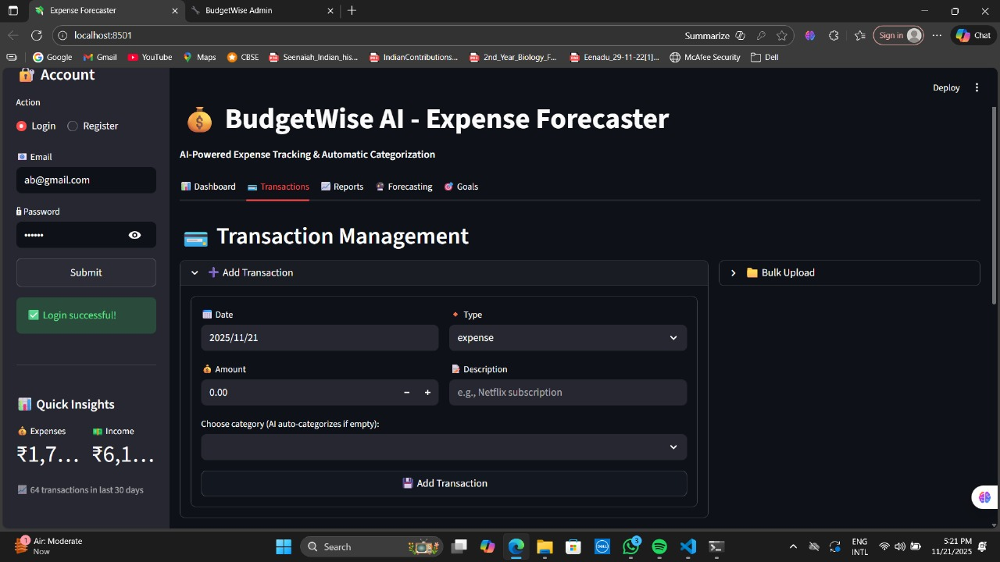 Expense Forecaster
BudgetWise Admin
localhost:8501
Summarize
Sign in
Chat
Google
Gmail
YouTube
Maps
CBSE
Seenaiah_Indian_his...
IndianContributions...
2nd_Year_Biology_F...
Eenadu_29-11-22[1]...
McAfee Security
Dell
Account
Action
Login
Register
Email
ab@gmail.com
Password
••••••
Submit
Login successful!
Quick Insights
Expenses Income
₹1,7... ₹6,1...
64 transactions in last 30 days
Deploy
BudgetWise AI - Expense Forecaster
AI-Powered Expense Tracking & Automatic Categorization
Dashboard
Transactions
Reports
Forecasting
Goals
Transaction Management
Add Transaction
Bulk Upload
Date
Type
2025/11/21
expense
Amount
Description
0.00
e.g., Netflix subscription
Choose category (AI auto-categorizes if empty):
Add Transaction
1
Air: Moderate
Now
Search
DELL
3
ENG
INTL
5:21 PM
11/21/2025